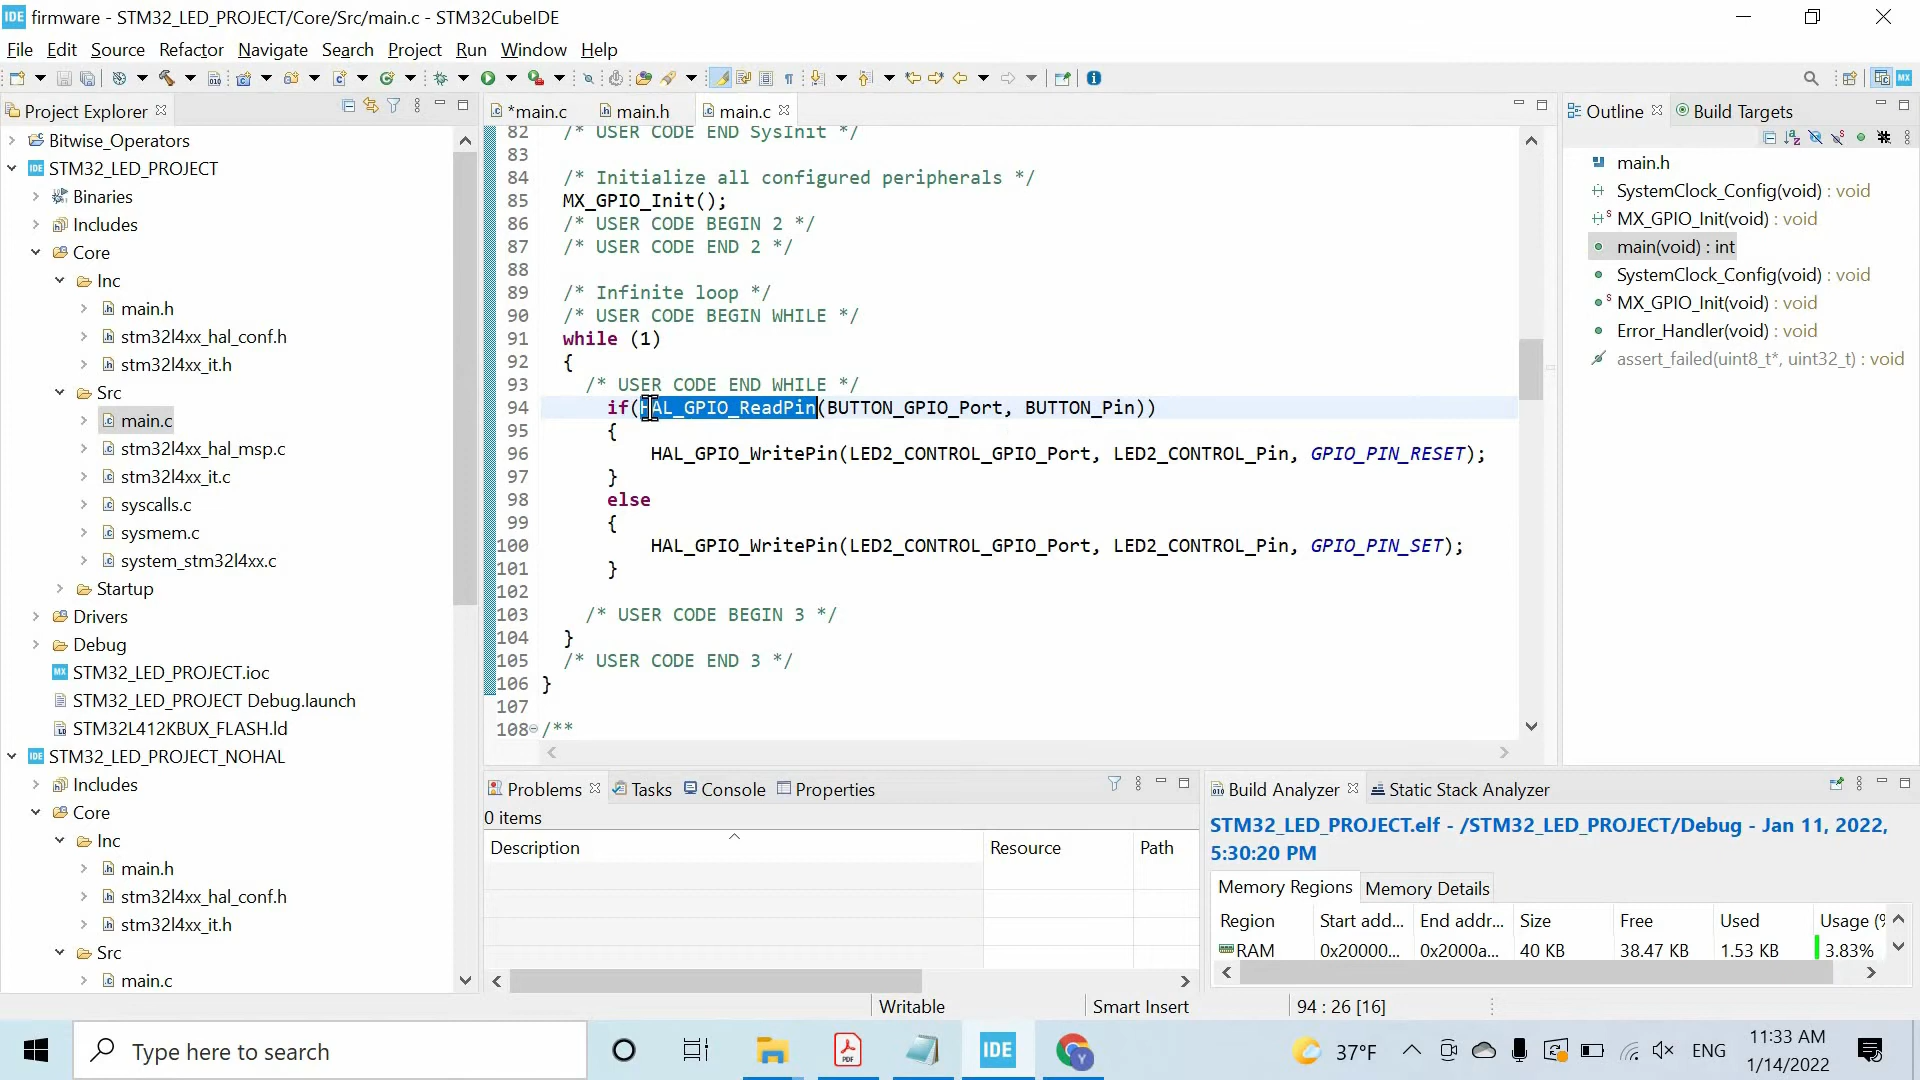 IDE firmware - STM32_LED_PROJECT/Core/Src/main.c - STM32CubeIDE
File Edit Source Refactor Navigate Search Project Run Window Help
Project Explorer
Bitwise_Operators
IDE STM32_LED_PROJECT
Binaries
Includes
Core
Inc
main.h
stm32l4xx_hal_conf.h
stm32l4xx_it.h
Src
main.c
stm32l4xx_hal_msp.c
stm32l4xx_it.c
syscalls.c
sysmem.c
system_stm32l4xx.c
Startup
Drivers
Debug
MX STM32_LED_PROJECT.ioc
STM32_LED_PROJECT Debug.launch
STM32L412KBUX_FLASH.ld
IDE STM32_LED_PROJECT_NOHAL
Includes
Core
Inc
main.h
stm32l4xx_hal_conf.h
stm32l4xx_it.h
Src
main.c
*main.c main.h main.c
82 /* USER CODE END SysInit */
83
84 /* Initialize all configured peripherals */
85 MX_GPIO_Init();
86 /* USER CODE BEGIN 2 */
87 /* USER CODE END 2 */
88
89 /* Infinite loop */
90 /* USER CODE BEGIN WHILE */
91 while (1)
92 {
93 /* USER CODE END WHILE */
94 if(HAL_GPIO_ReadPin(BUTTON_GPIO_Port, BUTTON_Pin))
95 {
96 HAL_GPIO_WritePin(LED2_CONTROL_GPIO_Port, LED2_CONTROL_Pin, GPIO_PIN_RESET);
97 }
98 else
99 {
100 HAL_GPIO_WritePin(LED2_CONTROL_GPIO_Port, LED2_CONTROL_Pin, GPIO_PIN_SET);
101 }
102
103 /* USER CODE BEGIN 3 */
104 }
105 /* USER CODE END 3 */
106 }
107
108 /**
Outline Build Targets
main.h
SystemClock_Config(void) : void
MX_GPIO_Init(void) : void
main(void) : int
SystemClock_Config(void) : void
MX_GPIO_Init(void) : void
Error_Handler(void) : void
assert_failed(uint8_t*, uint32_t) : void
Problems Tasks Console Properties
0 items
Description Resource Path
Build Analyzer Static Stack Analyzer
STM32_LED_PROJECT.elf - /STM32_LED_PROJECT/Debug - Jan 11, 2022,
5:30:20 PM
Memory Regions Memory Details
Region Start add... End addr... Size Free Used Usage (%
RAM 0x20000... 0x2000a... 40 KB 38.47 KB 1.53 KB 3.83%
Writable Smart Insert 94 : 26 [16]
Type here to search
IDE
37°F
ENG
11:33 AM
1/14/2022